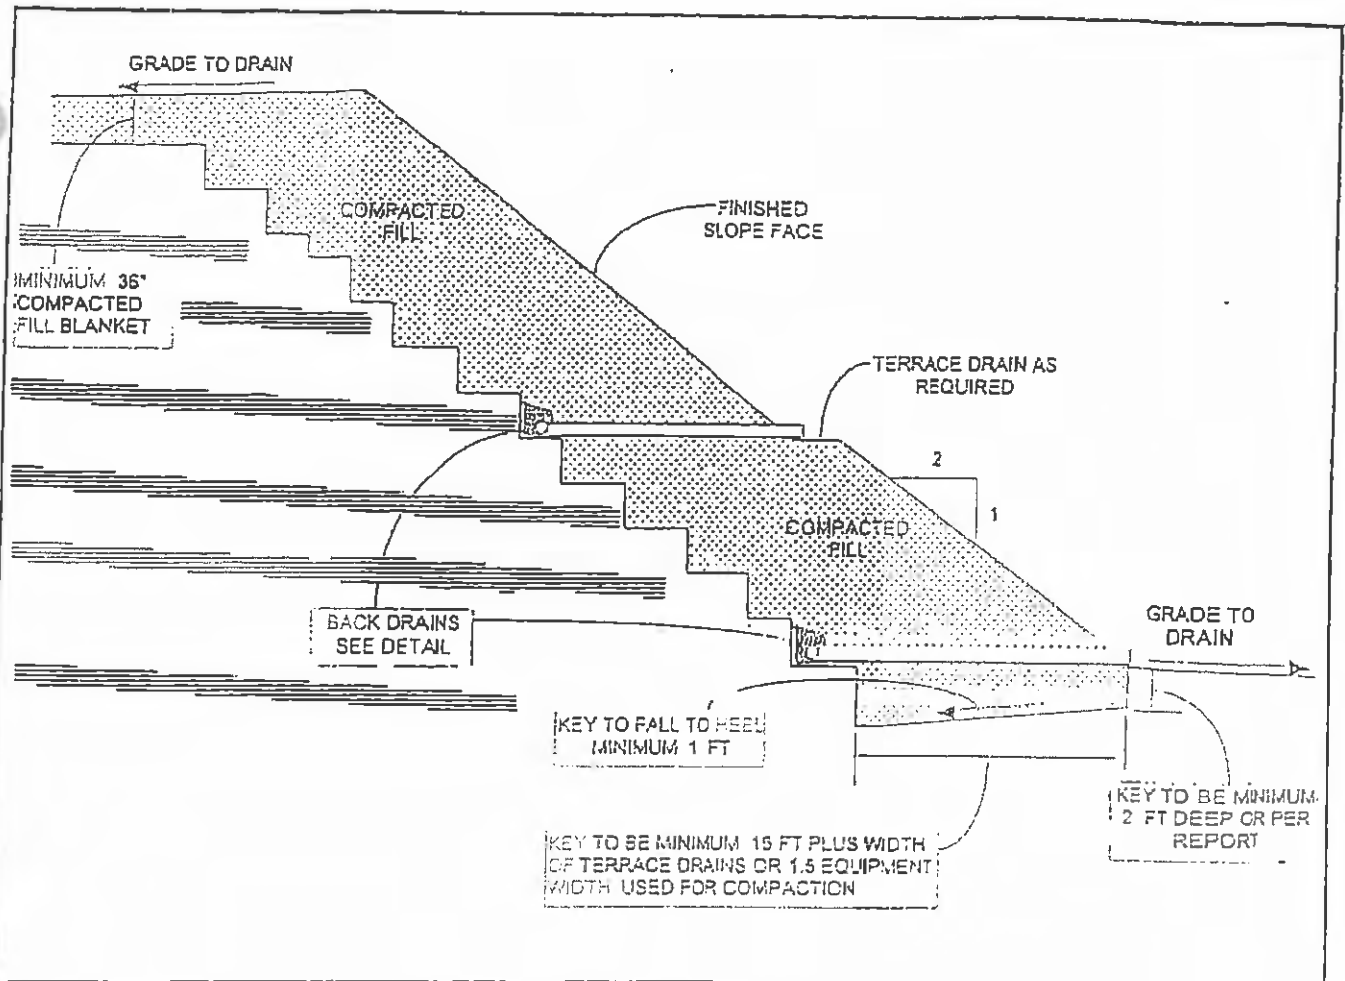 GRADE TO DRAIN
COMPACTED
FILL
FINISHED
SLOPE FACE
MINIMUM 36"
COMPACTED
FILL BLANKET
TERRACE DRAIN AS
REQUIRED
2
1
COMPACTED
FILL
BACK DRAINS
SEE DETAIL
GRADE TO
DRAIN
KEY TO FALL TO HEEL
MINIMUM 1 FT
KEY TO BE MINIMUM
2 FT DEEP OR PER
REPORT
KEY TO BE MINIMUM 15 FT PLUS WIDTH
OF TERRACE DRAINS OR 1.5 EQUIPMENT
WIDTH USED FOR COMPACTION